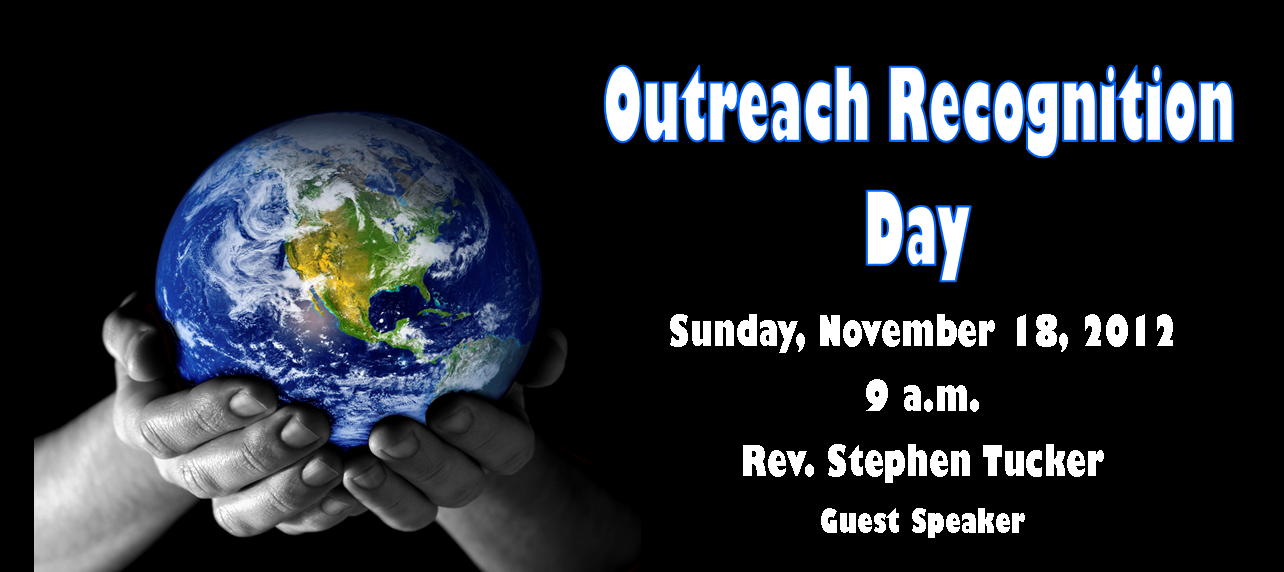 Outreach Recognition
Day
Sunday, November 18, 2012
9 a.m.
Rev. Stephen Tucker
Guest Speaker